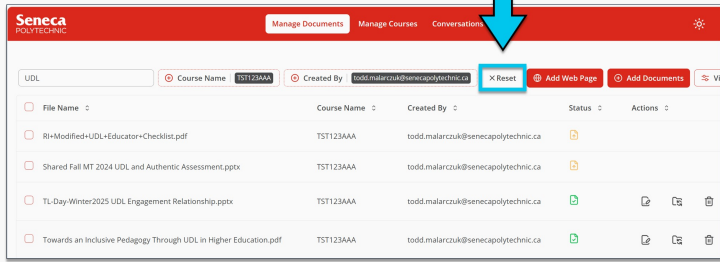 Seneca
POLYTECHNIC
Manage Documents Manage Courses Conversations
UDL Course Name TST123AAA Created By todd.malarczuk@senecapolytechnic.ca × Reset Add Web Page Add Documents Vi
File Name Course Name Created By Status Actions
RI+Modified+UDL+Educator+Checklist.pdf TST123AAA todd.malarczuk@senecapolytechnic.ca
Shared Fall MT 2024 UDL and Authentic Assessment.pptx TST123AAA todd.malarczuk@senecapolytechnic.ca
TL-Day-Winter2025 UDL Engagement Relationship.pptx TST123AAA todd.malarczuk@senecapolytechnic.ca
Towards an Inclusive Pedagogy Through UDL in Higher Education.pdf TST123AAA todd.malarczuk@senecapolytechnic.ca